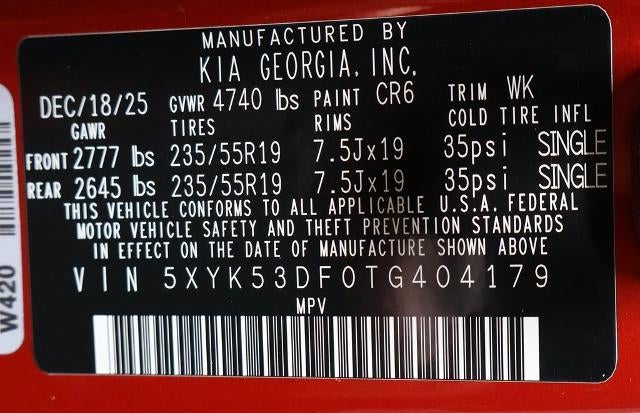 MANUFACTURED BY
KIA GEORGIA, INC.
DEC/18/25 GVWR 4740 lbs PAINT CR6 TRIM WK
GAWR TIRES RIMS COLD TIRE INFL
FRONT 2777 lbs 235/55R19 7.5Jx19 35psi SINGLE
REAR 2645 lbs 235/55R19 7.5Jx19 35psi SINGLE
THIS VEHICLE CONFORMS TO ALL APPLICABLE U.S.A. FEDERAL
MOTOR VEHICLE SAFETY AND THEFT PREVENTION STANDARDS
IN EFFECT ON THE DATE OF MANUFACTURE SHOWN ABOVE
VIN 5XYK53DF0TG404179
MPV
W420